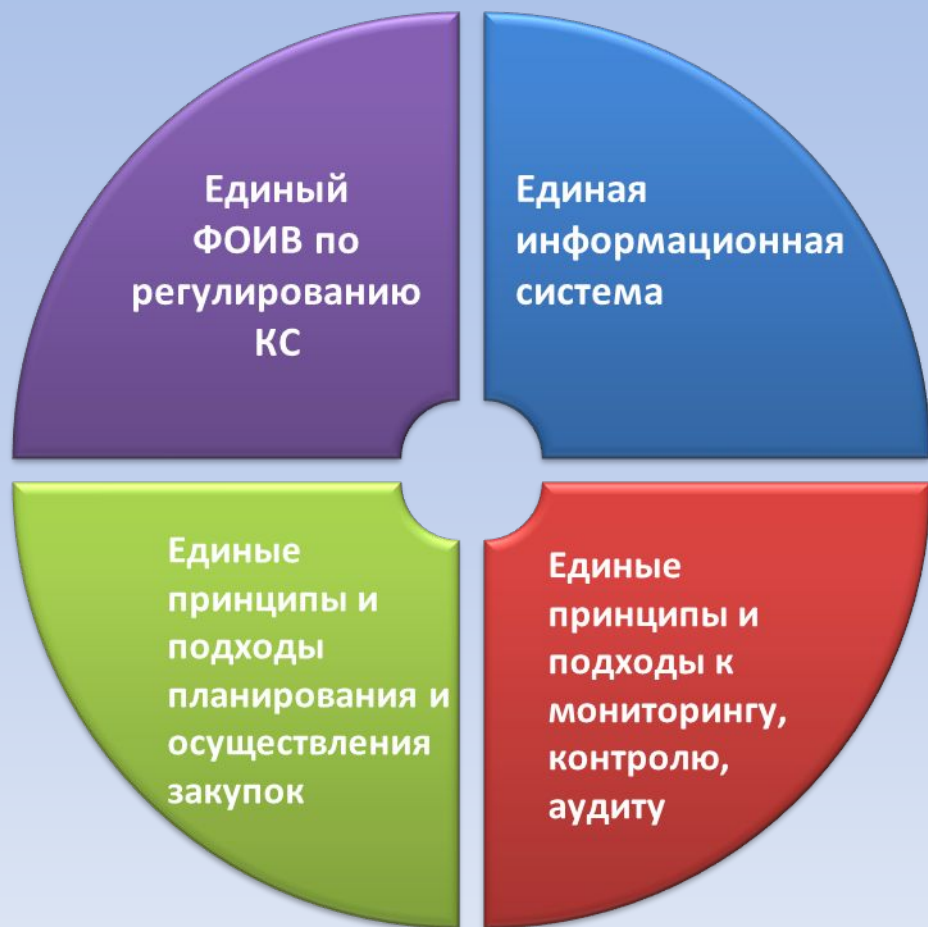 Единый
ФОИВ по
регулированию
КС
Единая
информационная
система
Единые
принципы и
подходы
планирования и
осуществления
закупок
Единые
принципы и
подходы к
мониторингу,
контролю,
аудиту